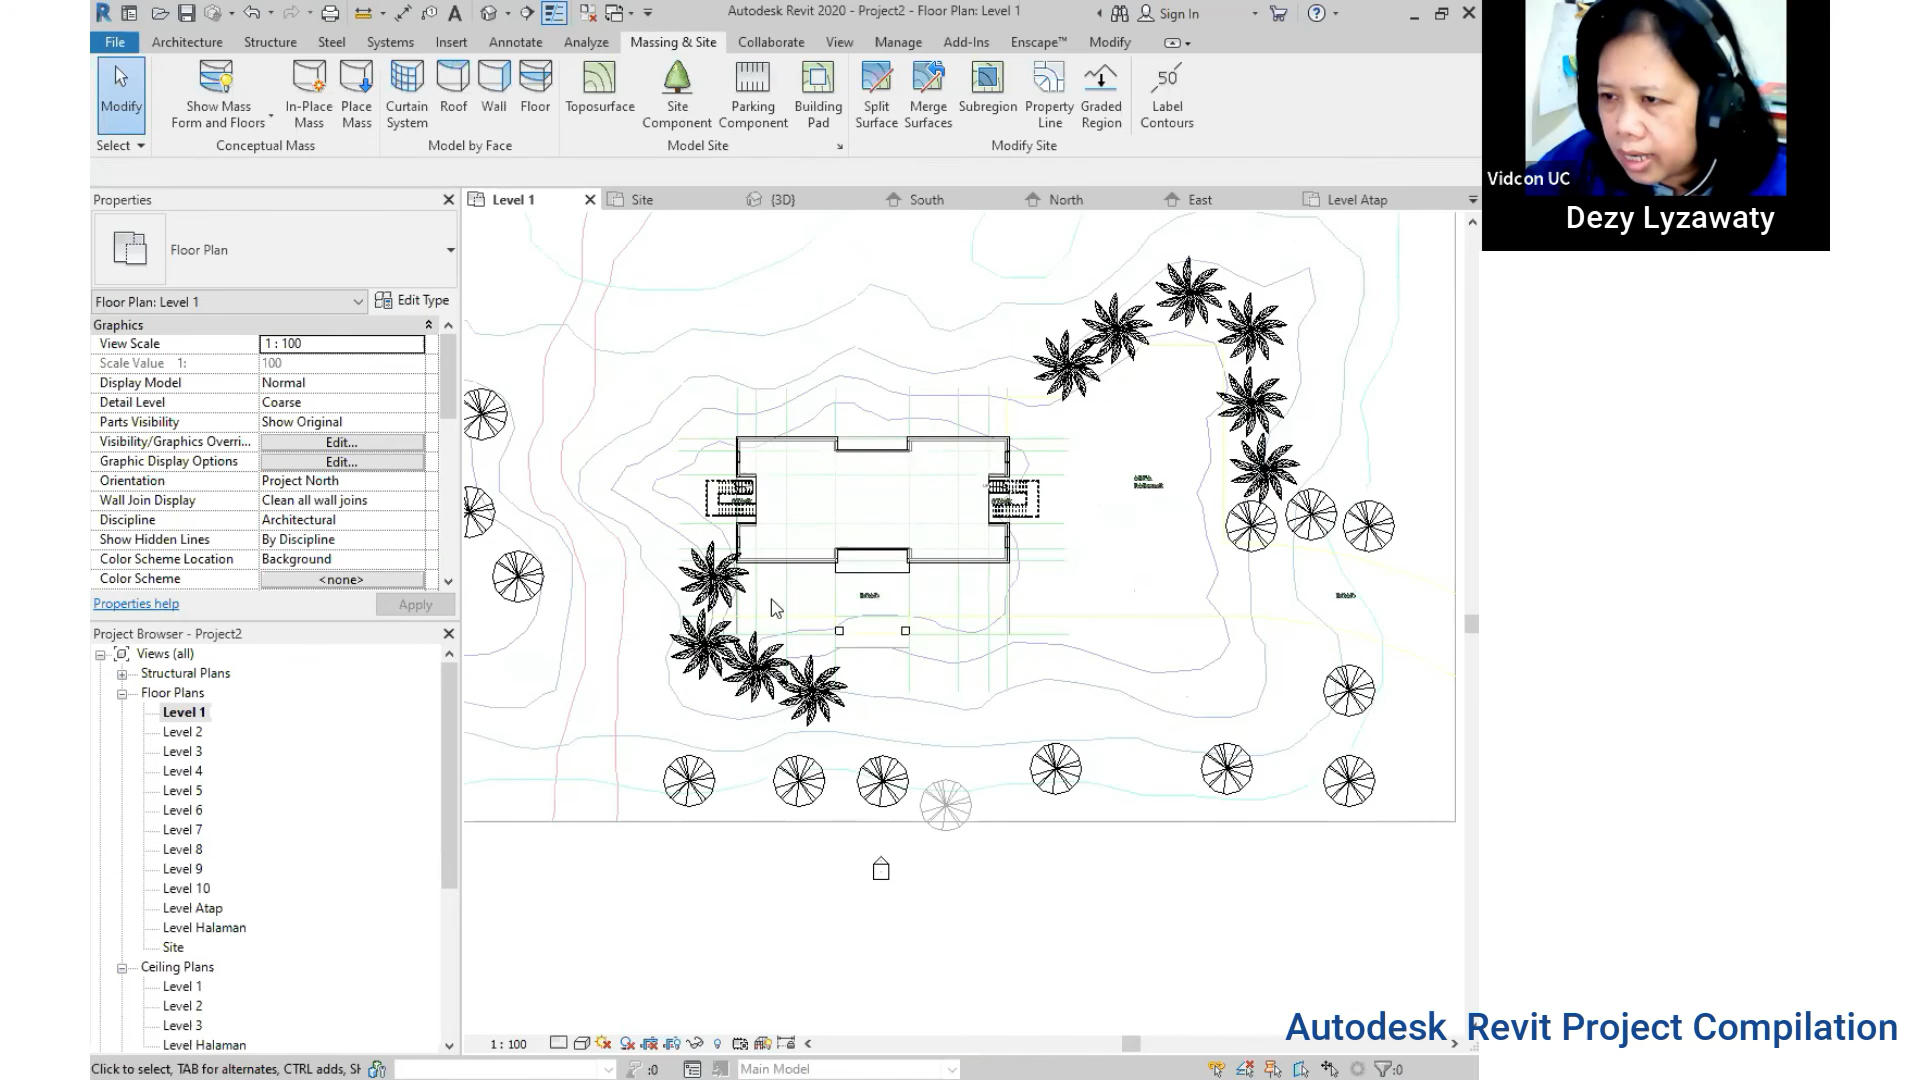 Autodesk Revit 2020 - Project2 - Floor Plan: Level 1
Sign In
File
Architecture
Structure
Steel
Systems
Insert
Annotate
Analyze
Massing & Site
Collaborate
View
Manage
Add-Ins
Enscape™
Modify
Modify
Show Mass
Form and Floors
In-Place
Mass
Place
Mass
Curtain
System
Roof
Wall
Floor
Toposurface
Site
Component
Parking
Component
Building
Pad
Split
Surface
Merge
Surfaces
Subregion
Property
Line
Graded
Region
50
Label
Contours
Select
Conceptual Mass
Model by Face
Model Site
Modify Site
Vidcon UC
Dezy Lyzawaty
Properties
Level 1
Site
{3D}
South
North
East
Level Atap
Floor Plan
Floor Plan: Level 1
Edit Type
Graphics
View Scale
1 : 100
Scale Value 1:
100
Display Model
Normal
Detail Level
Coarse
Parts Visibility
Show Original
Visibility/Graphics Overri...
Edit...
Graphic Display Options
Edit...
Orientation
Project North
Wall Join Display
Clean all wall joins
Discipline
Architectural
Show Hidden Lines
By Discipline
Color Scheme Location
Background
Color Scheme
<none>
Properties help
Apply
Project Browser - Project2
Views (all)
Structural Plans
Floor Plans
Level 1
Level 2
Level 3
Level 4
Level 5
Level 6
Level 7
Level 8
Level 9
Level 10
Level Atap
Level Halaman
Site
Ceiling Plans
Level 1
Level 2
Level 3
Level Halaman
1 : 100
Autodesk Revit Project Compilation
Click to select, TAB for alternates, CTRL adds, SH
:0
Main Model
:0